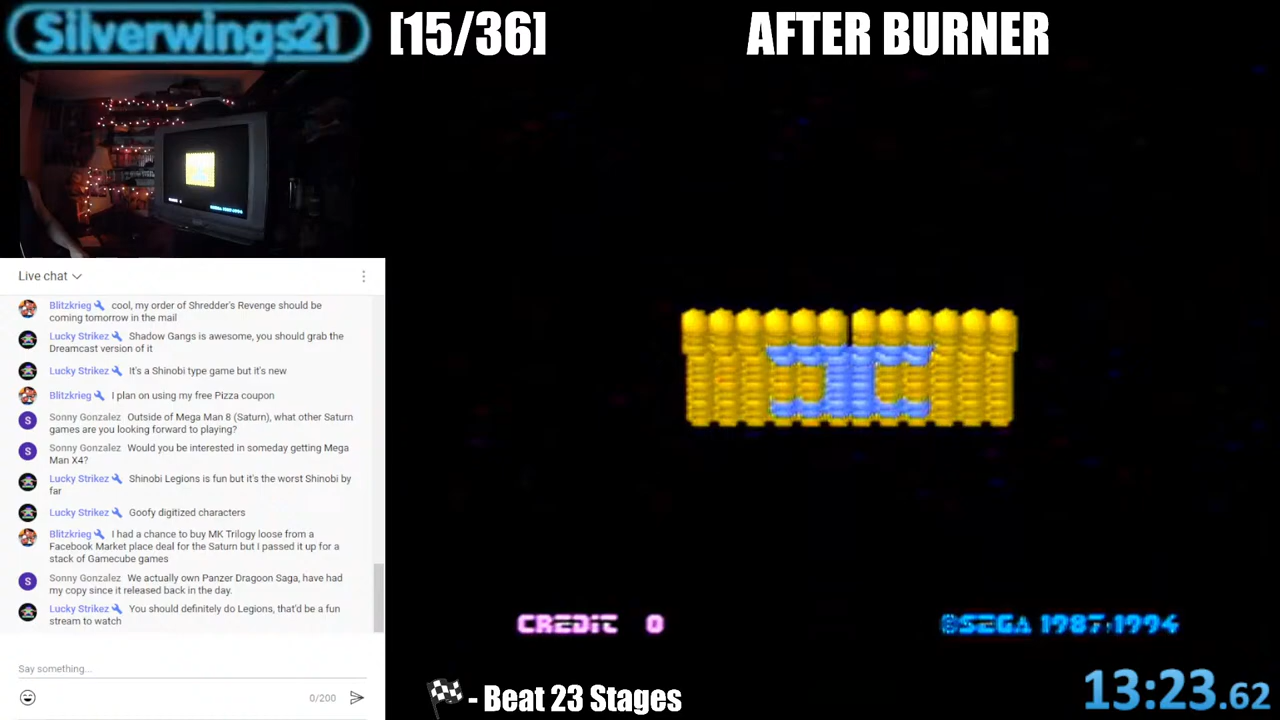 Silverwings21
[15/36]
AFTER BURNER
Live chat
Blitzkrieg cool, my order of Shredder's Revenge should be
coming tomorrow in the mail
Lucky Strikez Shadow Gangs is awesome, you should grab the
Dreamcast version of it
Lucky Strikez It's a Shinobi type game but it's new
Blitzkrieg I plan on using my free Pizza coupon
S Sonny Gonzalez Outside of Mega Man 8 (Saturn), what other Saturn
games are you looking forward to playing?
S Sonny Gonzalez Would you be interested in someday getting Mega
Man X4?
Lucky Strikez Shinobi Legions is fun but it's the worst Shinobi by
far
Lucky Strikez Goofy digitized characters
Blitzkrieg I had a chance to buy MK Trilogy loose from a
Facebook Market place deal for the Saturn but I passed it up for a
stack of Gamecube games
S Sonny Gonzalez We actually own Panzer Dragoon Saga, have had
my copy since it released back in the day.
Lucky Strikez You should definitely do Legions, that'd be a fun
stream to watch
Say something...
0/200
CREDIT 0
©SEGA 1987,1994
- Beat 23 Stages
13:23.62